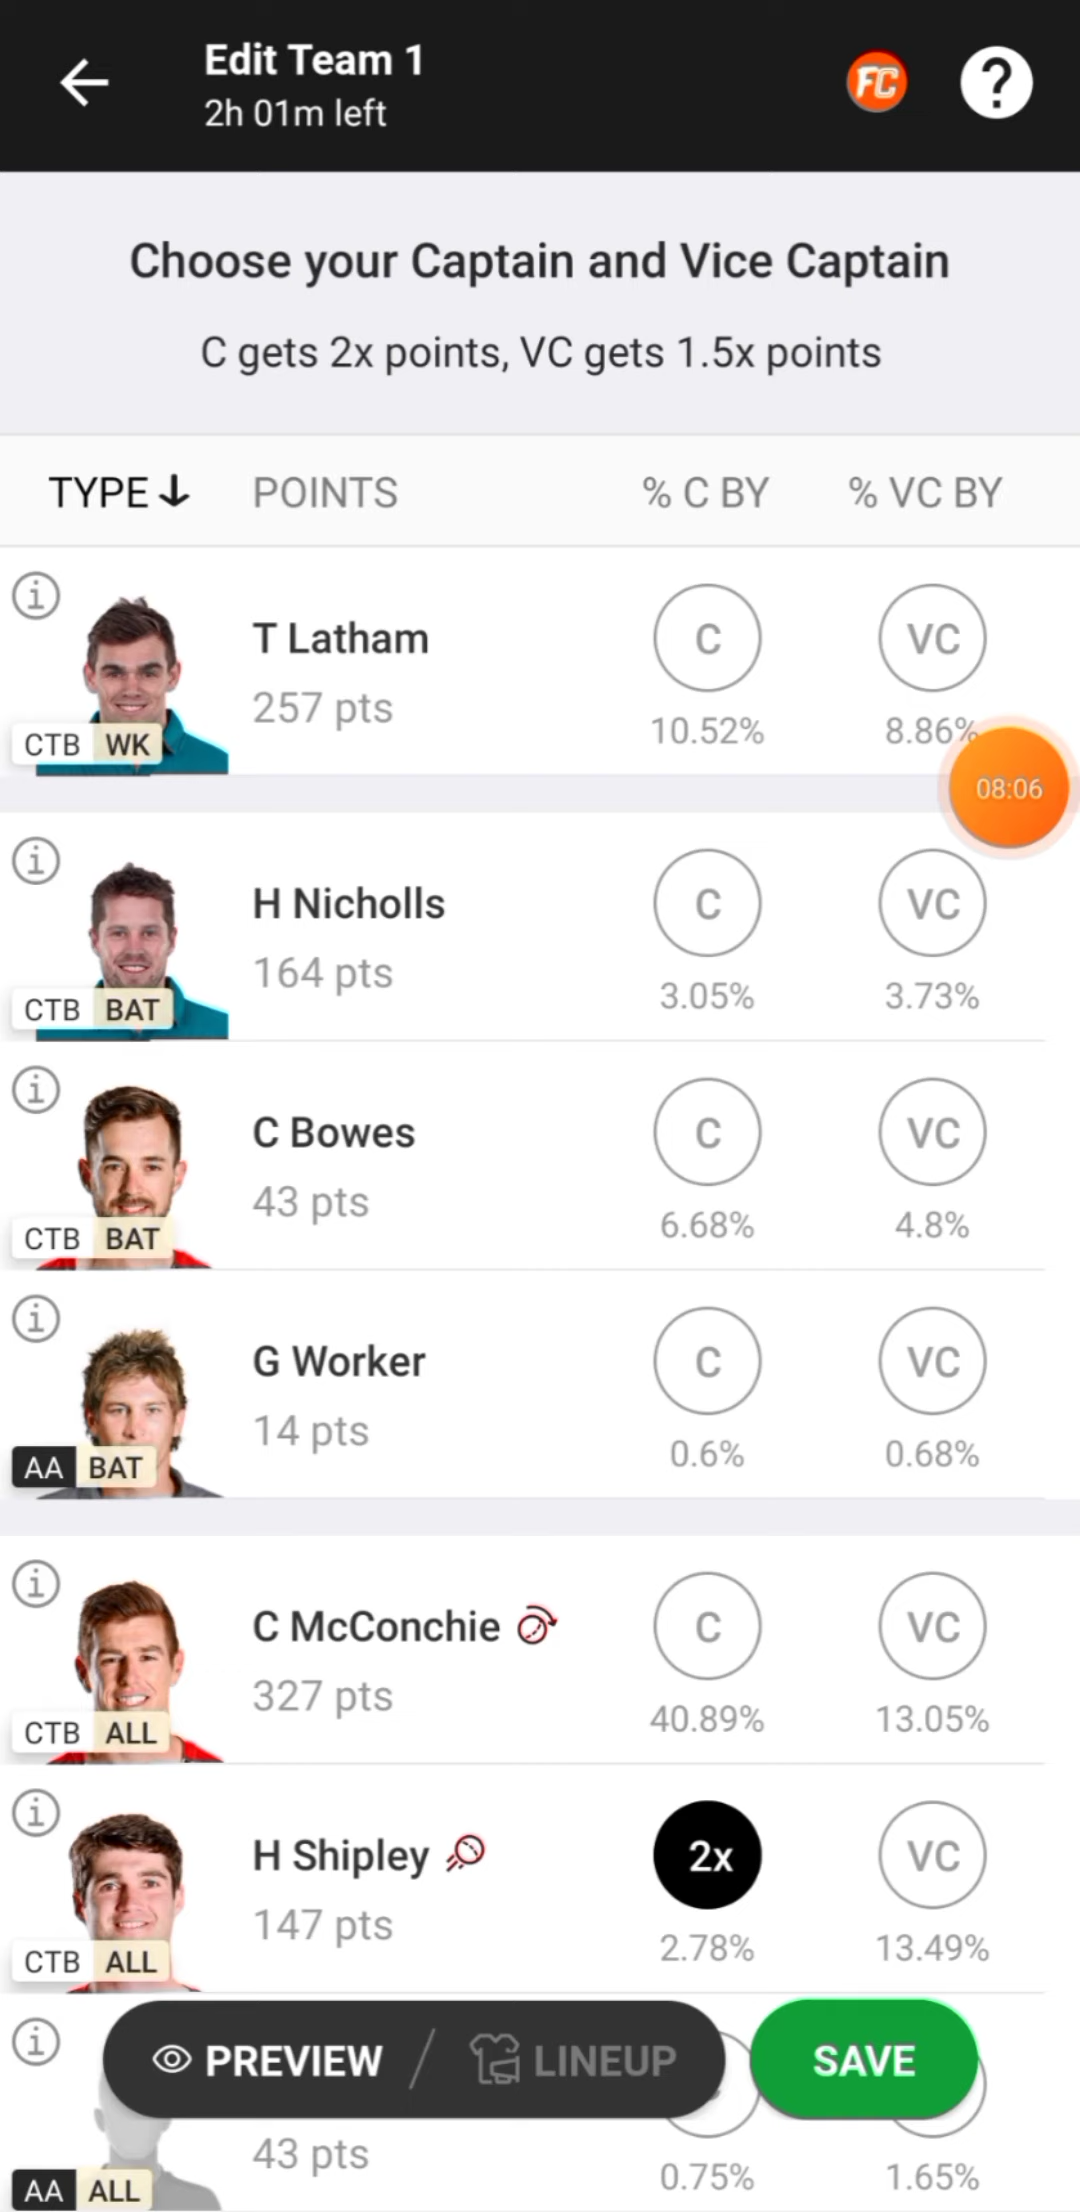 Edit Team 1
2h 01m left
FC
?
Choose your Captain and Vice Captain
C gets 2x points, VC gets 1.5x points
TYPE POINTS % C BY % VC BY
T Latham C VC
257 pts 10.52% 8.86%
CTB WK
08:06
H Nicholls C VC
164 pts 3.05% 3.73%
CTB BAT
C Bowes C VC
43 pts 6.68% 4.8%
CTB BAT
G Worker C VC
14 pts 0.6% 0.68%
AA BAT
C McConchie C VC
327 pts 40.89% 13.05%
CTB ALL
H Shipley 2x VC
147 pts 2.78% 13.49%
CTB ALL
PREVIEW / LINEUP SAVE
43 pts 0.75% 1.65%
AA ALL